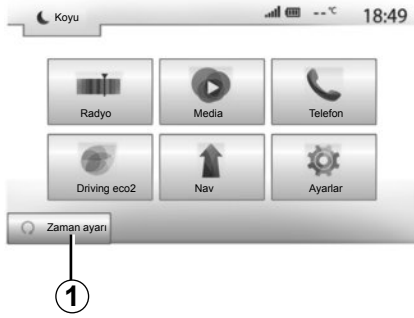 Koyu
--°C 18:49
Radyo Media Telefon
Driving eco2 Nav Ayarlar
Zaman ayarı
1